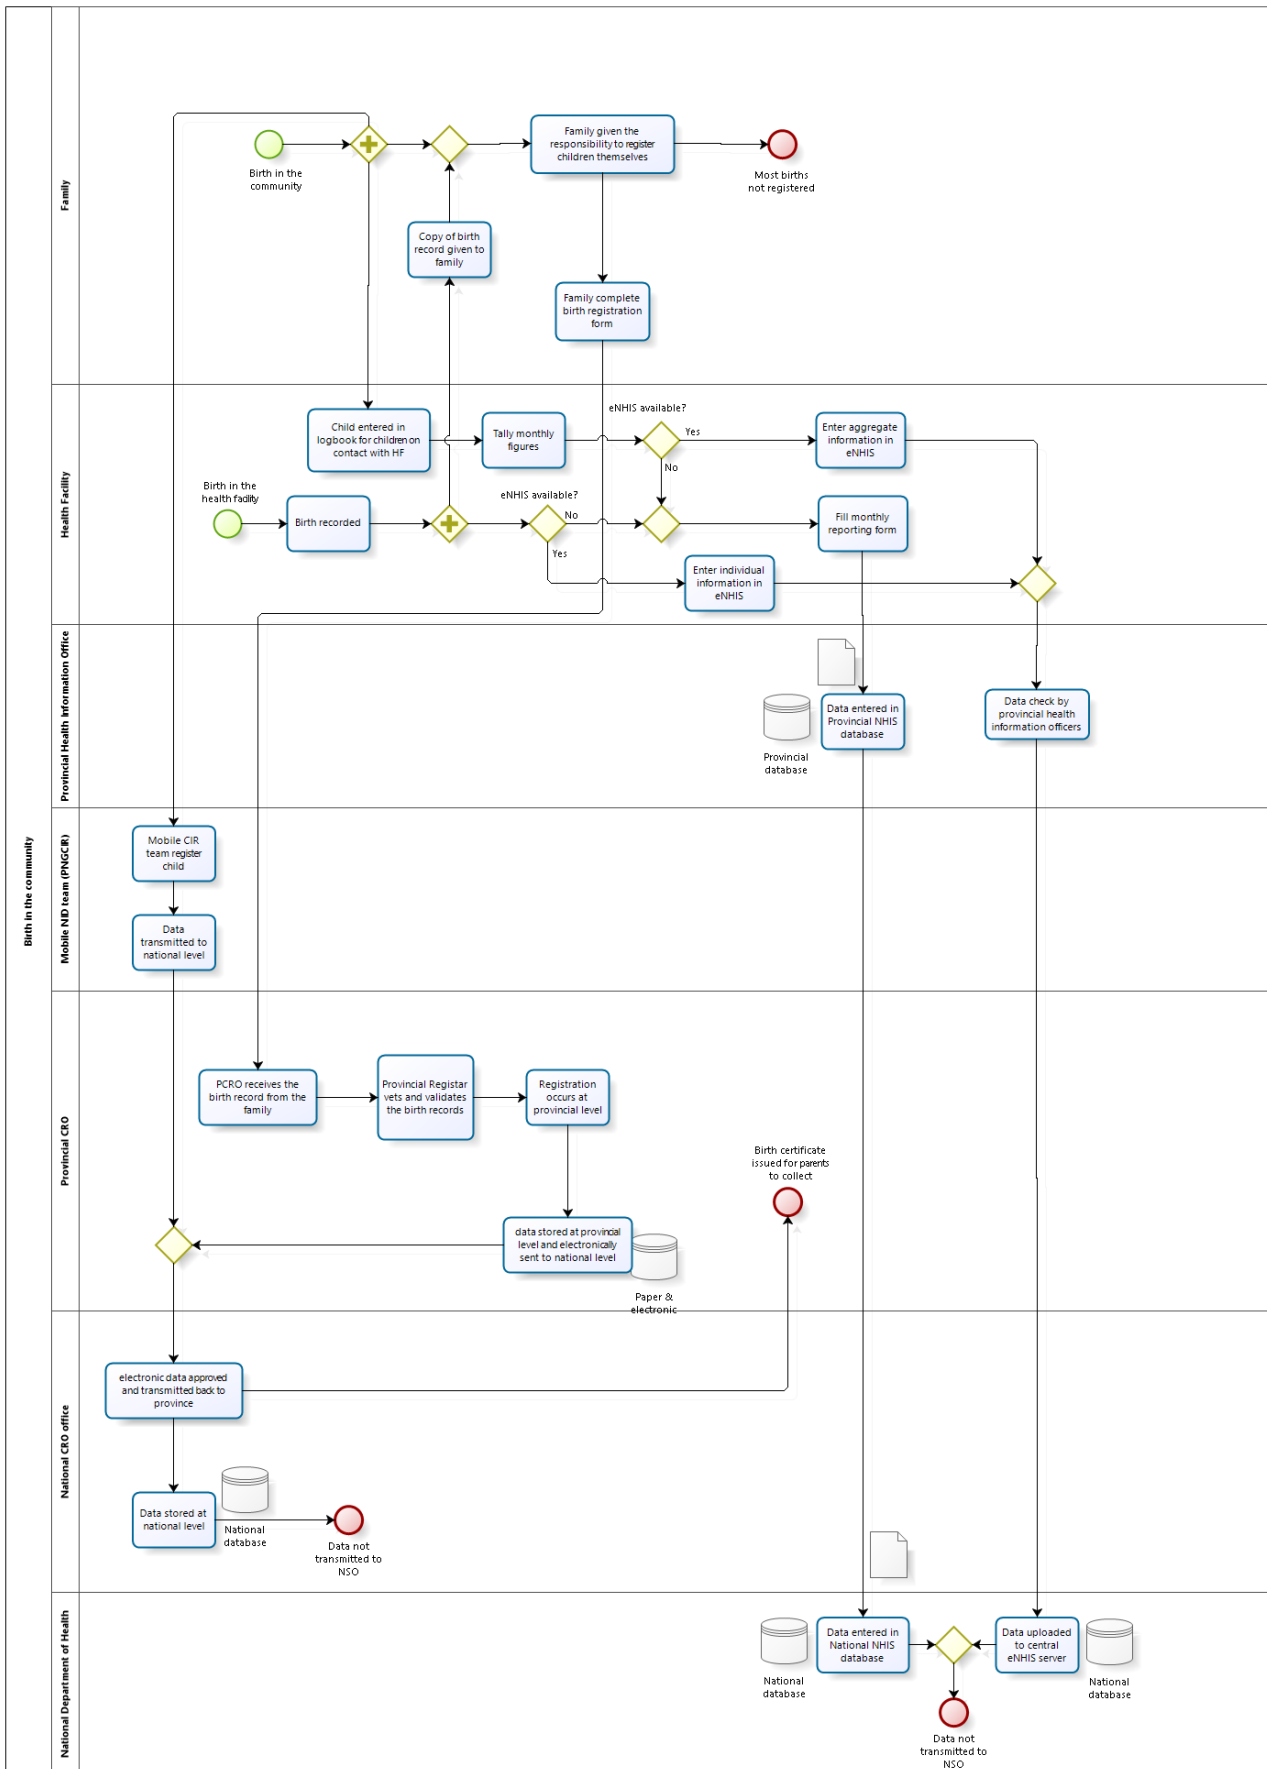 Birth in the community
Family
Birth in the
community
Family given the
responsibility to register
children themselves
Most births
not registered
Copy of birth
record given to
family
Family complete
birth registration
form
Health Facility
Child entered in
logbook for children on
contact with HF
Tally monthly
figures
eNHIS available?
Yes
No
Enter aggregate
information in
eNHIS
Birth in the
health facility
Birth recorded
eNHIS available?
No
Yes
Fill monthly
reporting form
Enter individual
information in
eNHIS
Provincial Health Information Office
Provincial
database
Data entered in
Provincial NHIS
database
Data check by
provincial health
information officers
Mobile NID team (PNGCIR)
Mobile CIR
team register
child
Data
transmitted to
national level
Provincial CRO
PCRO receives the
birth record from the
family
Provincial Registar
vets and validates
the birth records
Registration
occurs at
provincial level
Birth certificate
issued for parents
to collect
data stored at provincial
level and electronically
sent to national level
Paper &
electronic
National CRO office
electronic data approved
and transmitted back to
province
Data stored at
national level
National
database
Data not
transmitted to
NSO
National Department of Health
National
database
Data entered in
National NHIS
database
Data uploaded
to central
eNHIS server
National
database
Data not
transmitted to
NSO